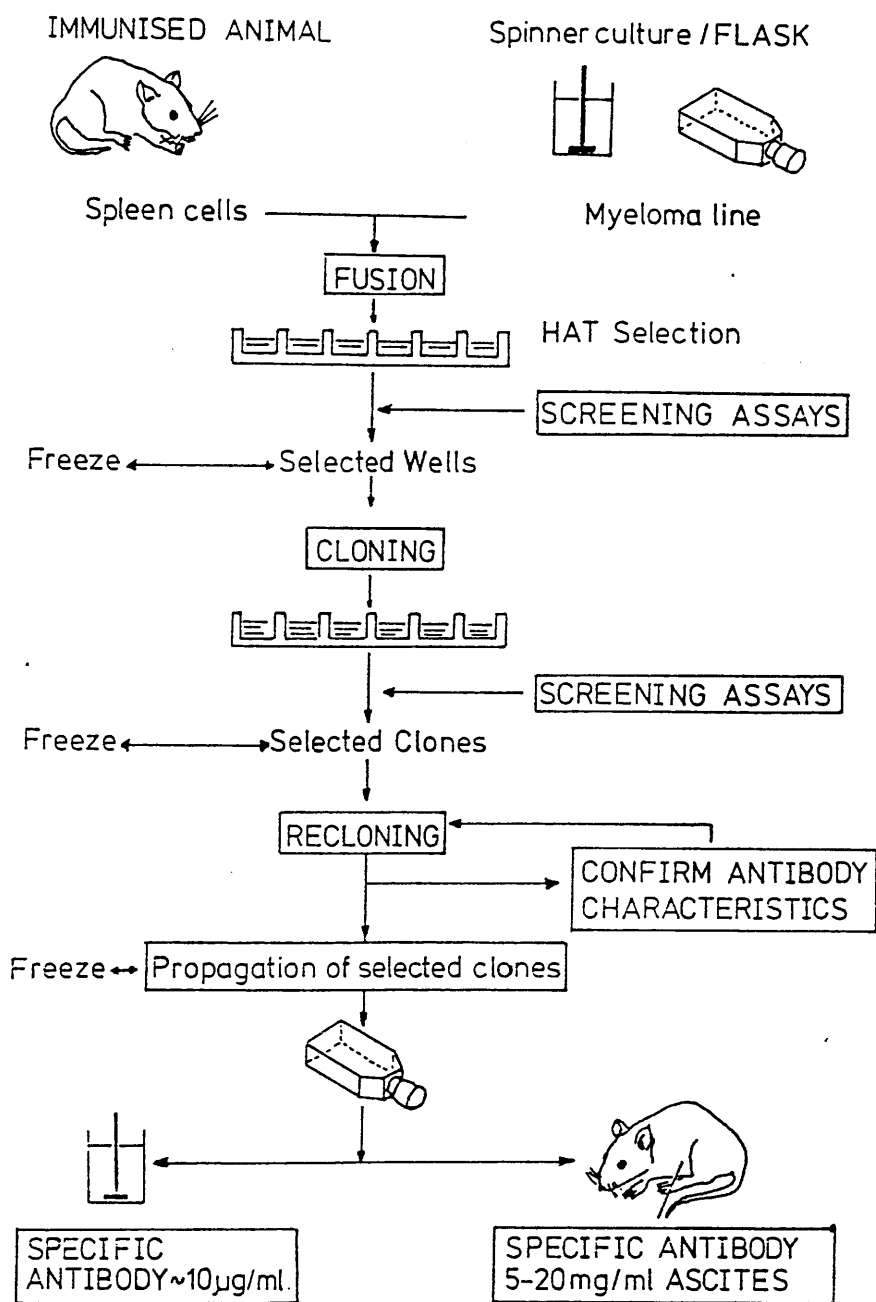 IMMUNISED ANIMAL
Spinner culture / FLASK
Spleen cells
Myeloma line
FUSION
HAT Selection
SCREENING ASSAYS
Freeze
Selected Wells
CLONING
SCREENING ASSAYS
Freeze
Selected Clones
RECLONING
CONFIRM ANTIBODY
CHARACTERISTICS
Freeze
Propagation of selected clones
SPECIFIC
ANTIBODY~10µg/ml.
SPECIFIC ANTIBODY
5-20mg/ml ASCITES